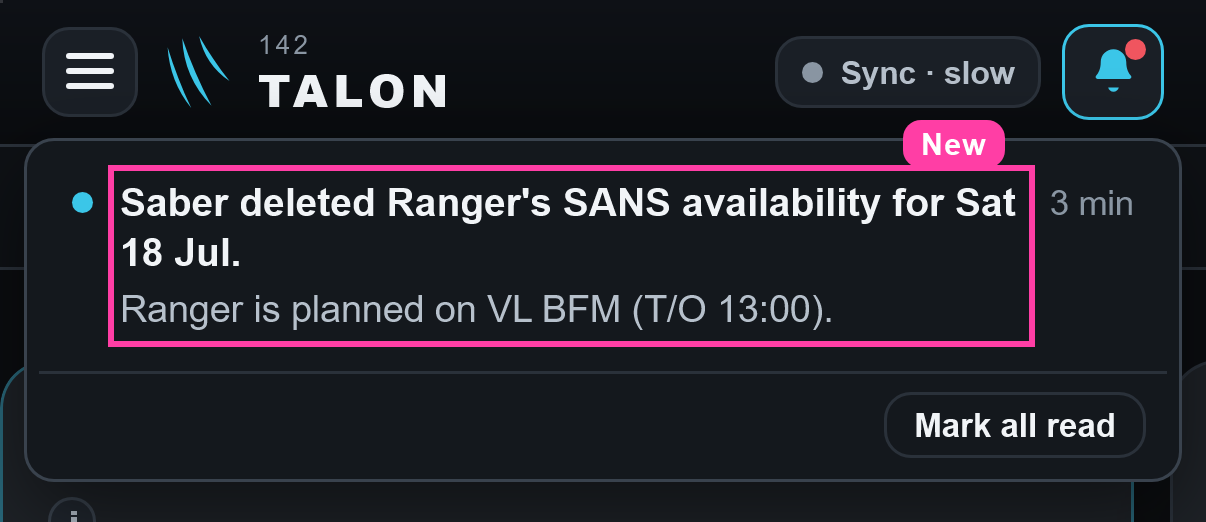 142
TALON
Sync · slow
New
Saber deleted Ranger's SANS availability for Sat
18 Jul.
3 min
Ranger is planned on VL BFM (T/O 13:00).
Mark all read
i